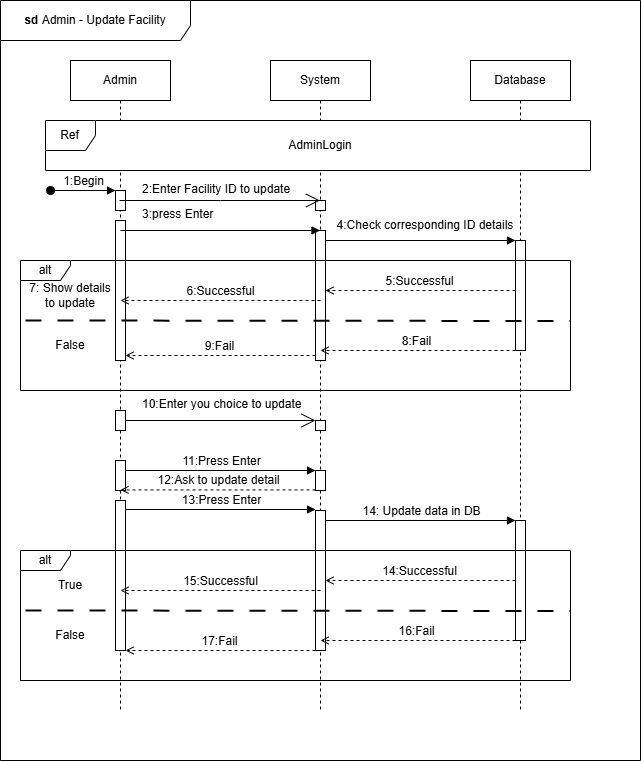 sd Admin - Update Facility
Admin
System
Database
Ref
AdminLogin
1:Begin
2:Enter Facility ID to update
3:press Enter
4:Check corresponding ID details
alt
5:Successful
6:Successful
7: Show details
to update
False
8:Fail
9:Fail
10:Enter you choice to update
11:Press Enter
12:Ask to update detail
13:Press Enter
14: Update data in DB
alt
14:Successful
True
15:Successful
False
16:Fail
17:Fail